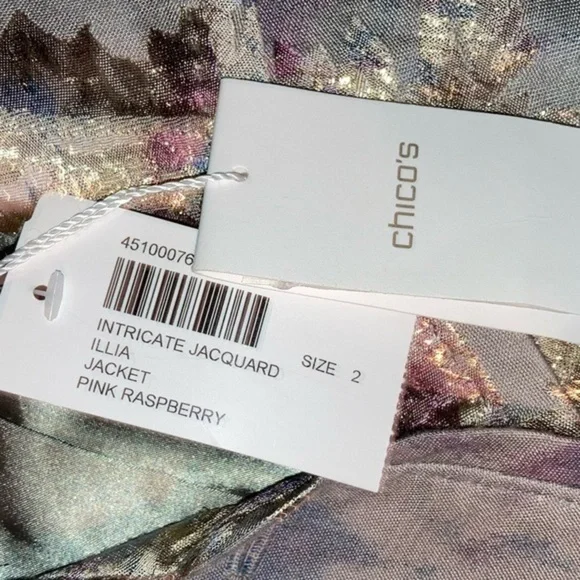 chico's
45100076
INTRICATE JACQUARD
ILLIA
JACKET
PINK RASPBERRY
SIZE 2